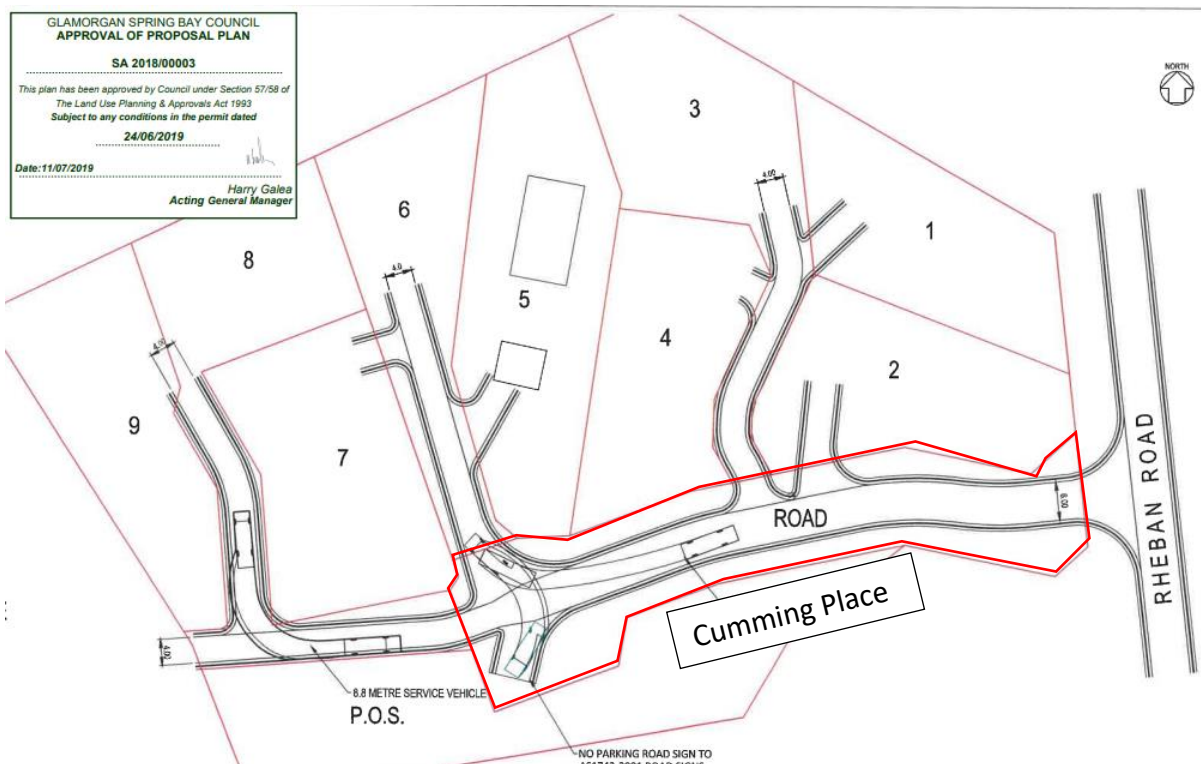 GLAMORGAN SPRING BAY COUNCIL
APPROVAL OF PROPOSAL PLAN
SA 2018/00003
This plan has been approved by Council under Section 57/58 of
The Land Use Planning & Approvals Act 1993
Subject to any conditions in the permit dated
24/06/2019
Date:11/07/2019
Harry Galea
Acting General Manager
NORTH
3
4.00
6
1
8
4.0
5
4
2
4.00
9
7
RHEBAN ROAD
6.00
ROAD
Cumming Place
4.00
8.8 METRE SERVICE VEHICLE
P.O.S.
NO PARKING ROAD SIGN TO